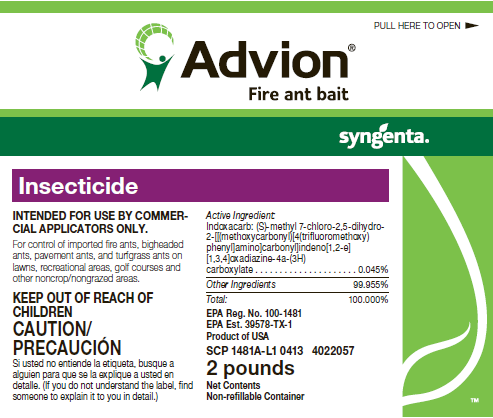 PULL HERE TO OPEN
Advion®
Fire ant bait
syngenta.
Insecticide
INTENDED FOR USE BY COMMER-
CIAL APPLICATORS ONLY.
For control of imported fire ants, bigheaded
ants, pavement ants, and turfgrass ants on
lawns, recreational areas, golf courses and
other noncrop/nongrazed areas.
KEEP OUT OF REACH OF
CHILDREN
CAUTION/
PRECAUCIÓN
Si usted no entiende la etiqueta, busque a
alguien para que se la explique a usted en
detalle. (If you do not understand the label, find
someone to explain it to you in detail.)
Active Ingredient:
Indoxacarb: (S)-methyl 7-chloro-2,5-dihydro-
2-[[(methoxycarbonyl)[4(trifluoromethoxy)
phenyl]amino]carbonyl]indeno[1,2-e]
[1,3,4]oxadiazine-4a-(3H)
carboxylate . . . . . . . . . . . . . . . . . . . 0.045%
Other Ingredients 99.955%
Total: 100.000%
EPA Reg. No. 100-1481
EPA Est. 39578-TX-1
Product of USA
SCP 1481A-L1 0413 4022057
2 pounds
Net Contents
Non-refillable Container
™